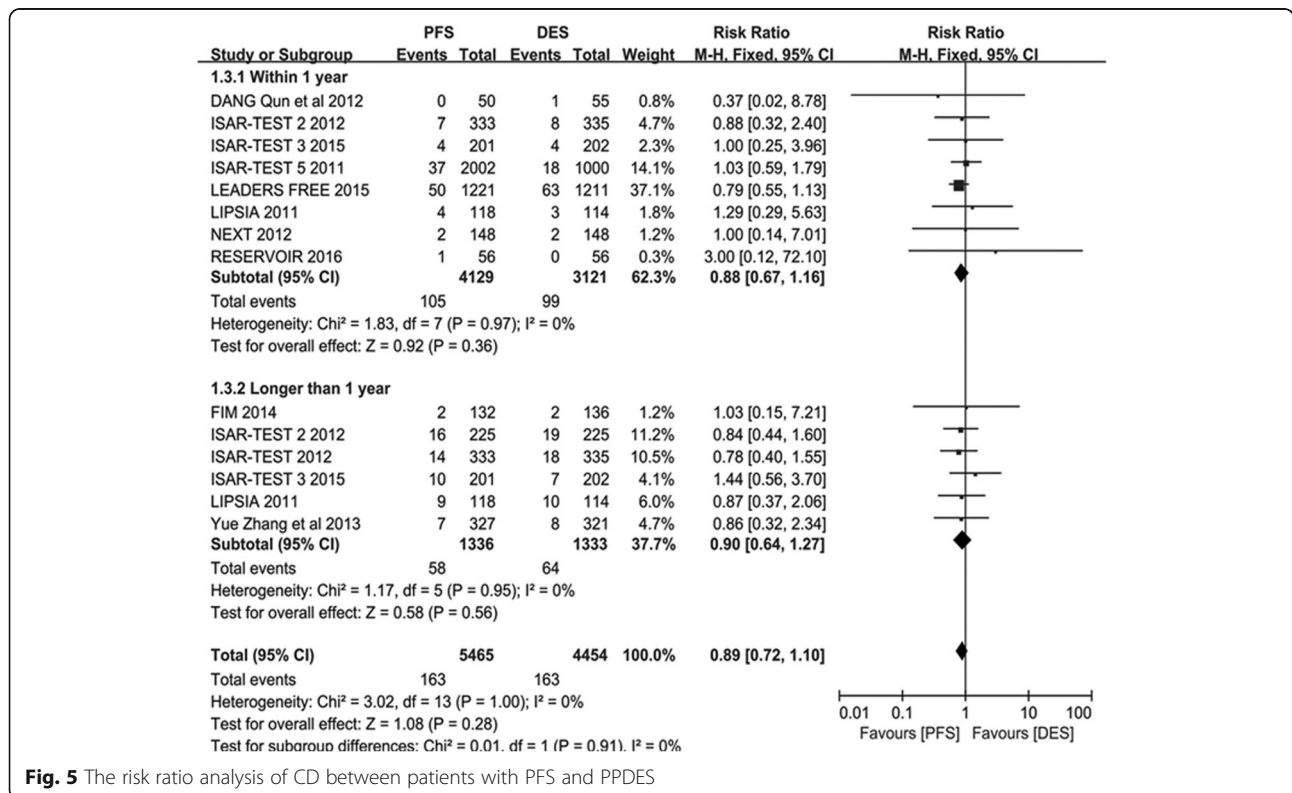 PFS DES Risk Ratio Risk Ratio
Study or Subgroup Events Total Events Total Weight M-H, Fixed, 95% CI M-H, Fixed, 95% CI
1.3.1 Within 1 year
DANG Qun et al 2012 0 50 1 55 0.8% 0.37 [0.02, 8.78]
ISAR-TEST 2 2012 7 333 8 335 4.7% 0.88 [0.32, 2.40]
ISAR-TEST 3 2015 4 201 4 202 2.3% 1.00 [0.25, 3.96]
ISAR-TEST 5 2011 37 2002 18 1000 14.1% 1.03 [0.59, 1.79]
LEADERS FREE 2015 50 1221 63 1211 37.1% 0.79 [0.55, 1.13]
LIPSIA 2011 4 118 3 114 1.8% 1.29 [0.29, 5.63]
NEXT 2012 2 148 2 148 1.2% 1.00 [0.14, 7.01]
RESERVOIR 2016 1 56 0 56 0.3% 3.00 [0.12, 72.10]
Subtotal (95% CI) 4129 3121 62.3% 0.88 [0.67, 1.16]
Total events 105 99
Heterogeneity: Chi² = 1.83, df = 7 (P = 0.97); I² = 0%
Test for overall effect: Z = 0.92 (P = 0.36)
1.3.2 Longer than 1 year
FIM 2014 2 132 2 136 1.2% 1.03 [0.15, 7.21]
ISAR-TEST 2 2012 16 225 19 225 11.2% 0.84 [0.44, 1.60]
ISAR-TEST 2012 14 333 18 335 10.5% 0.78 [0.40, 1.55]
ISAR-TEST 3 2015 10 201 7 202 4.1% 1.44 [0.56, 3.70]
LIPSIA 2011 9 118 10 114 6.0% 0.87 [0.37, 2.06]
Yue Zhang et al 2013 7 327 8 321 4.7% 0.86 [0.32, 2.34]
Subtotal (95% CI) 1336 1333 37.7% 0.90 [0.64, 1.27]
Total events 58 64
Heterogeneity: Chi² = 1.17, df = 5 (P = 0.95); I² = 0%
Test for overall effect: Z = 0.58 (P = 0.56)
Total (95% CI) 5465 4454 100.0% 0.89 [0.72, 1.10]
Total events 163 163
Heterogeneity: Chi² = 3.02, df = 13 (P = 1.00); I² = 0%
Test for overall effect: Z = 1.08 (P = 0.28)
Test for subgroup differences: Chi² = 0.01, df = 1 (P = 0.91), I² = 0%
0.01 0.1 1 10 100
Favours [PFS] Favours [DES]
Fig. 5 The risk ratio analysis of CD between patients with PFS and PPDES